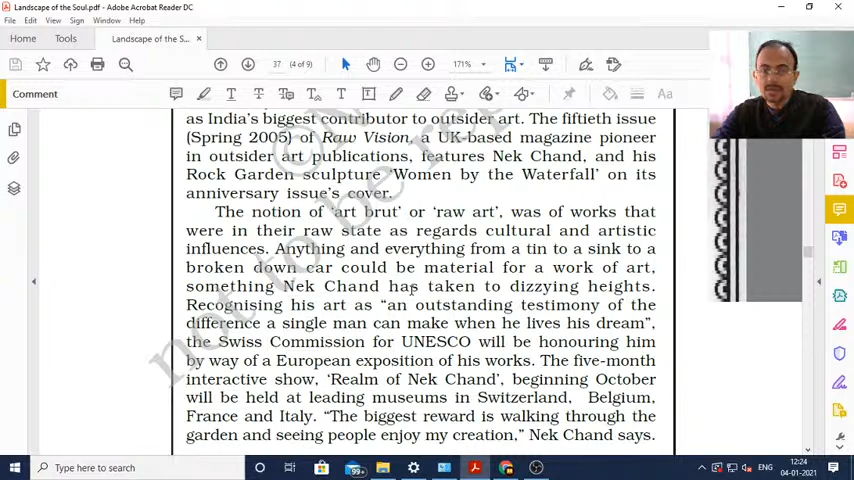 Landscape of the Soul.pdf - Adobe Acrobat Reader DC
File Edit View Sign Window Help
Home Tools Landscape of the S... ×
37 (4 of 9) 171%
Comment
as India's biggest contributor to outsider art. The fiftieth issue
(Spring 2005) of Raw Vision, a UK-based magazine pioneer
in outsider art publications, features Nek Chand, and his
Rock Garden sculpture 'Women by the Waterfall' on its
anniversary issue's cover.
The notion of 'art brut' or 'raw art', was of works that
were in their raw state as regards cultural and artistic
influences. Anything and everything from a tin to a sink to a
broken down car could be material for a work of art,
something Nek Chand has taken to dizzying heights.
Recognising his art as “an outstanding testimony of the
difference a single man can make when he lives his dream”,
the Swiss Commission for UNESCO will be honouring him
by way of a European exposition of his works. The five-month
interactive show, 'Realm of Nek Chand', beginning October
will be held at leading museums in Switzerland, Belgium,
France and Italy. “The biggest reward is walking through the
garden and seeing people enjoy my creation,” Nek Chand says.
not to be rep
Aa
Type here to search
99+
ENG
12:24
04-01-2021